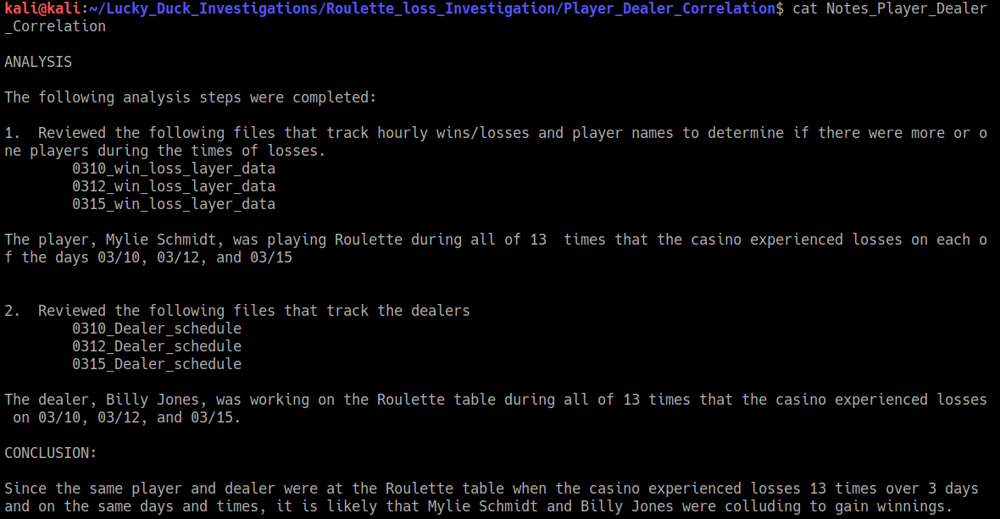 kali@kali:~/Lucky_Duck_Investigations/Roulette_loss_Investigation/Player_Dealer_Correlation$ cat Notes_Player_Dealer
_Correlation
ANALYSIS
The following analysis steps were completed:
1.  Reviewed the following files that track hourly wins/losses and player names to determine if there were more or o
ne players during the times of losses.
        0310_win_loss_layer_data
        0312_win_loss_layer_data
        0315_win_loss_layer_data
The player, Mylie Schmidt, was playing Roulette during all of 13  times that the casino experienced losses on each o
f the days 03/10, 03/12, and 03/15
2.  Reviewed the following files that track the dealers
        0310_Dealer_schedule
        0312_Dealer_schedule
        0315_Dealer_schedule
The dealer, Billy Jones, was working on the Roulette table during all of 13 times that the casino experienced losses
 on 03/10, 03/12, and 03/15.
CONCLUSION:
Since the same player and dealer were at the Roulette table when the casino experienced losses 13 times over 3 days
and on the same days and times, it is likely that Mylie Schmidt and Billy Jones were colluding to gain winnings.